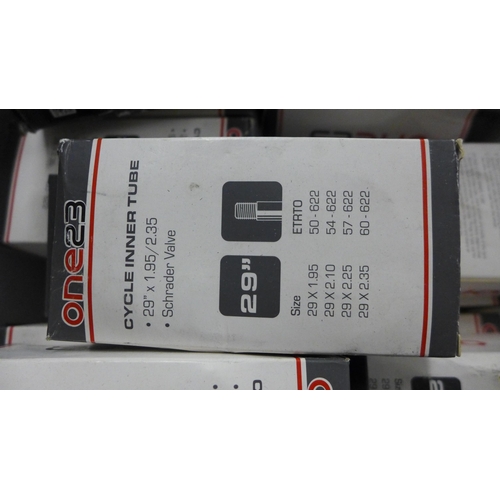 one23
CYCLE INNER TUBE
• 29" x 1.95/2.35
• Schrader Valve
29"
Size ETRTO
29 X 1.95 50-622
29 X 2.10 54-622
29 X 2.25 57-622
29 X 2.35 60-622